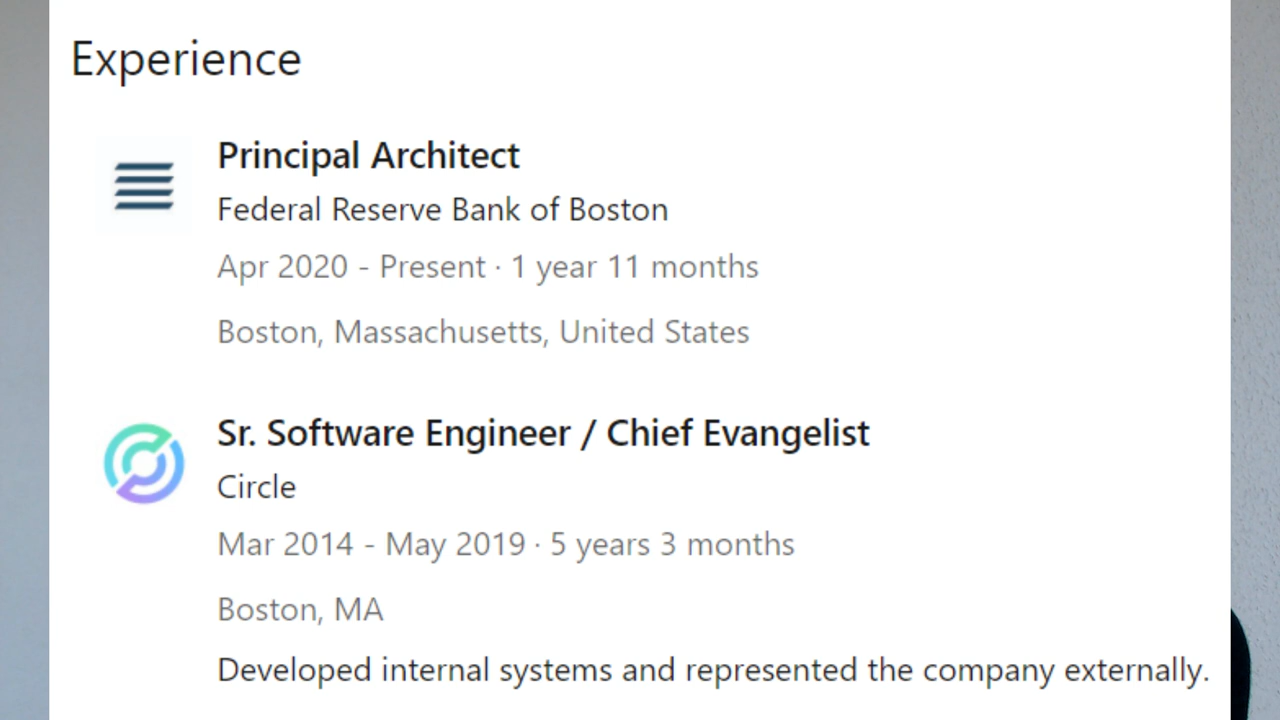 Experience
Principal Architect
Federal Reserve Bank of Boston
Apr 2020 - Present · 1 year 11 months
Boston, Massachusetts, United States
Sr. Software Engineer / Chief Evangelist
Circle
Mar 2014 - May 2019 · 5 years 3 months
Boston, MA
Developed internal systems and represented the company externally.